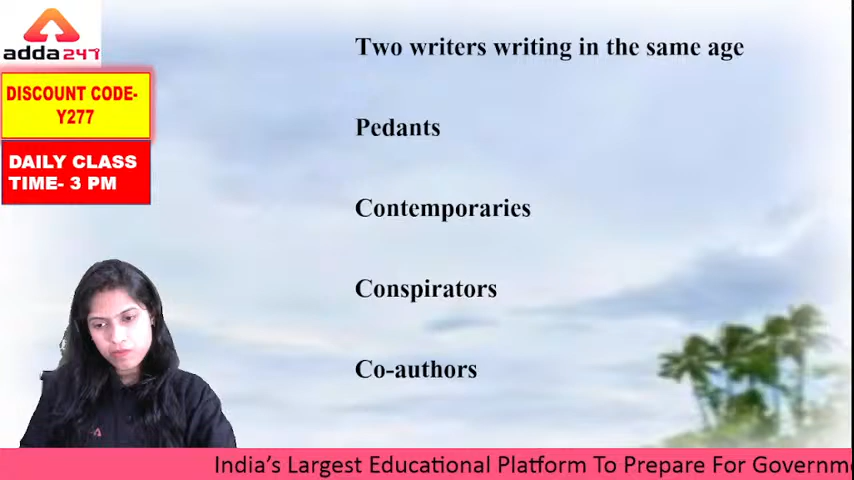 adda247
DISCOUNT CODE-
Y277
DAILY CLASS
TIME- 3 PM
Two writers writing in the same age
Pedants
Contemporaries
Conspirators
Co-authors
India's Largest Educational Platform To Prepare For Governm